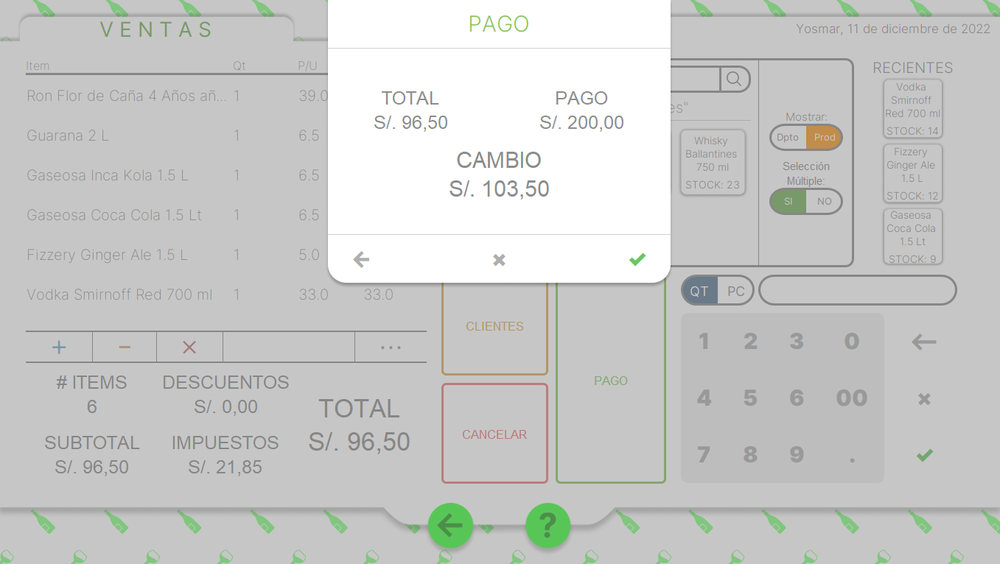 VENTAS
Yosmar, 11 de diciembre de 2022
Item Qt P/U
Ron Flor de Caña 4 Años añ... 1 39.0
Guarana 2 L 1 6.5
Gaseosa Inca Kola 1.5 L 1 6.5
Gaseosa Coca Cola 1.5 Lt 1 6.5
Fizzery Ginger Ale 1.5 L 1 5.0
Vodka Smirnoff Red 700 ml 1 33.0 33.0
+ − × ...
# ITEMS
6
DESCUENTOS
S/. 0,00
SUBTOTAL
S/. 96,50
IMPUESTOS
S/. 21,85
TOTAL
S/. 96,50
PAGO
TOTAL
S/. 96,50
PAGO
S/. 200,00
CAMBIO
S/. 103,50
CLIENTES
CANCELAR
PAGO
es"
Whisky
Ballantines
750 ml
STOCK: 23
Mostrar:
Dpto Prod
Selección
Múltiple:
SI NO
RECIENTES
Vodka
Smirnoff
Red 700 ml
STOCK: 14
Fizzery
Ginger Ale
1.5 L
STOCK: 12
Gaseosa
Coca Cola
1.5 Lt
STOCK: 9
QT PC
1 2 3 0
4 5 6 00
7 8 9 .
?